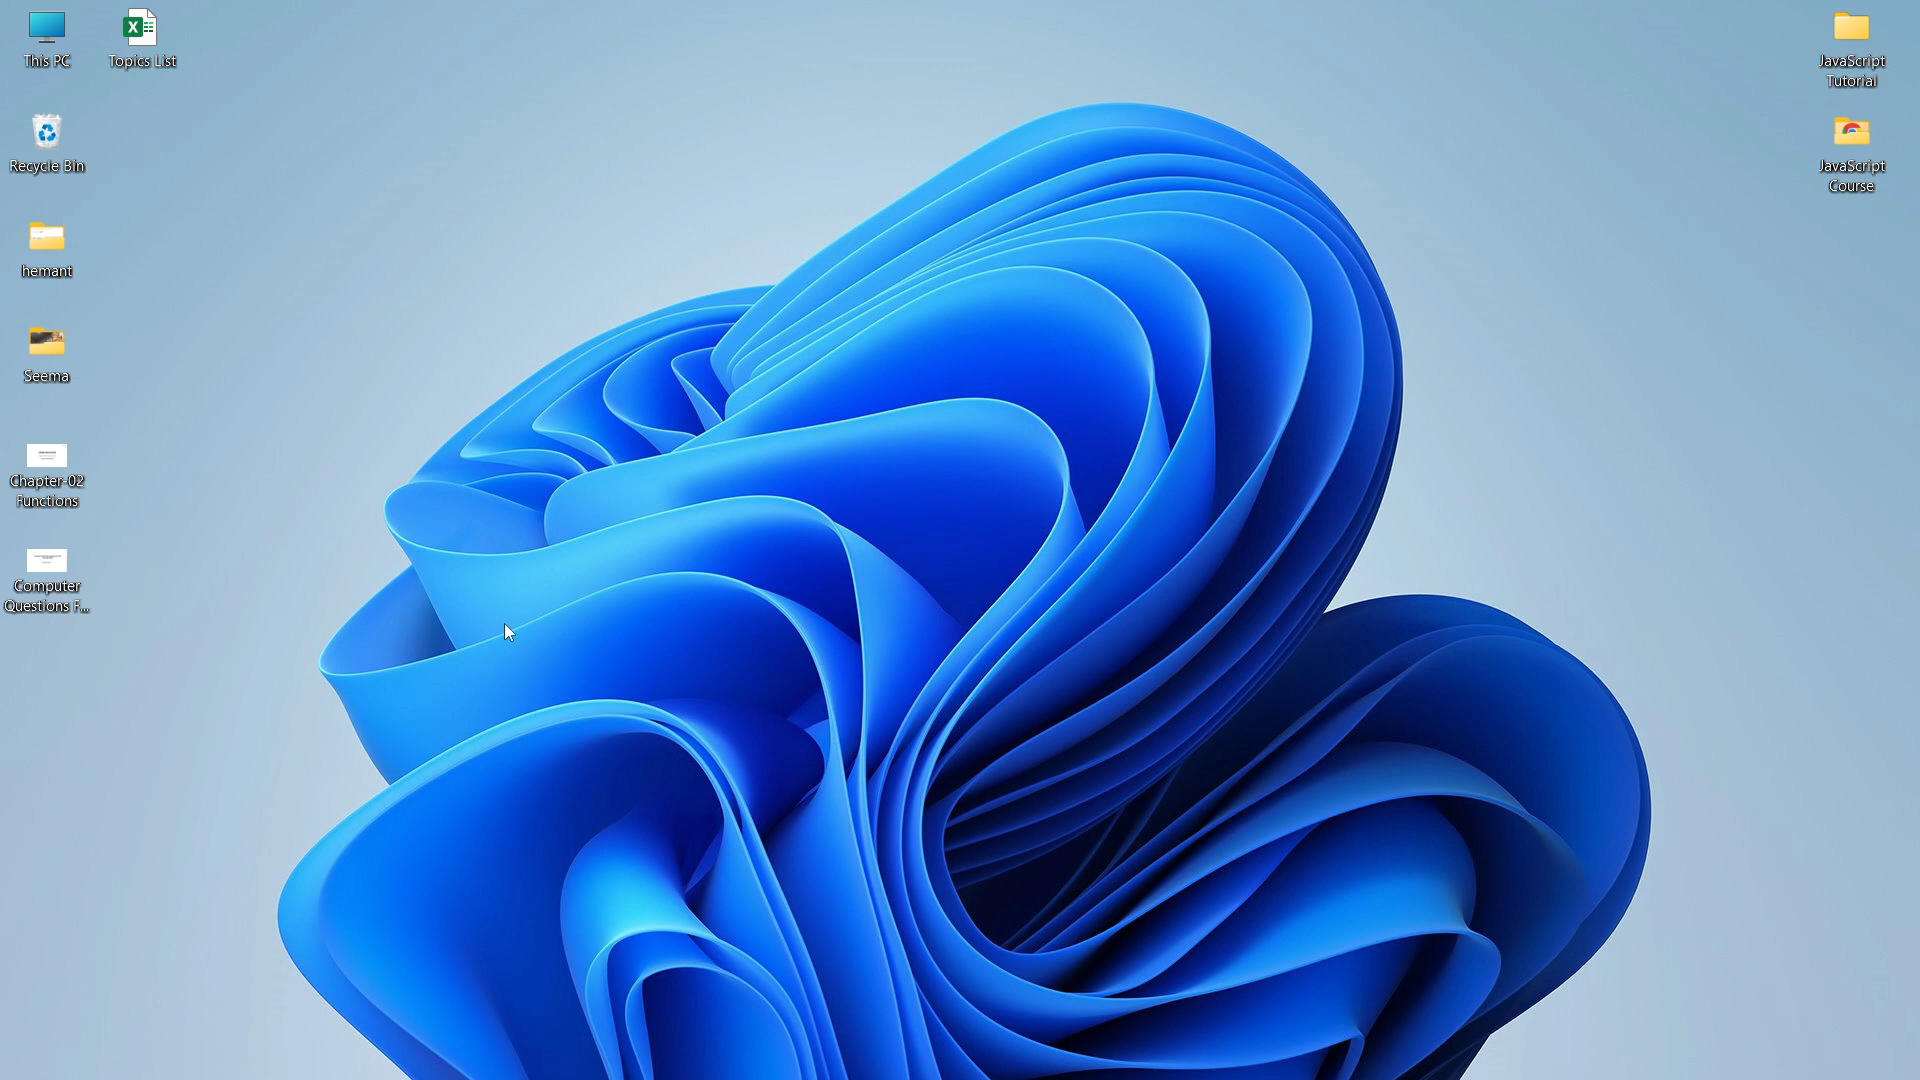 This PC
Topics List
Recycle Bin
hemant
Seema
Chapter-02
Functions
Computer
Questions F...
JavaScript
Tutorial
JavaScript
Course